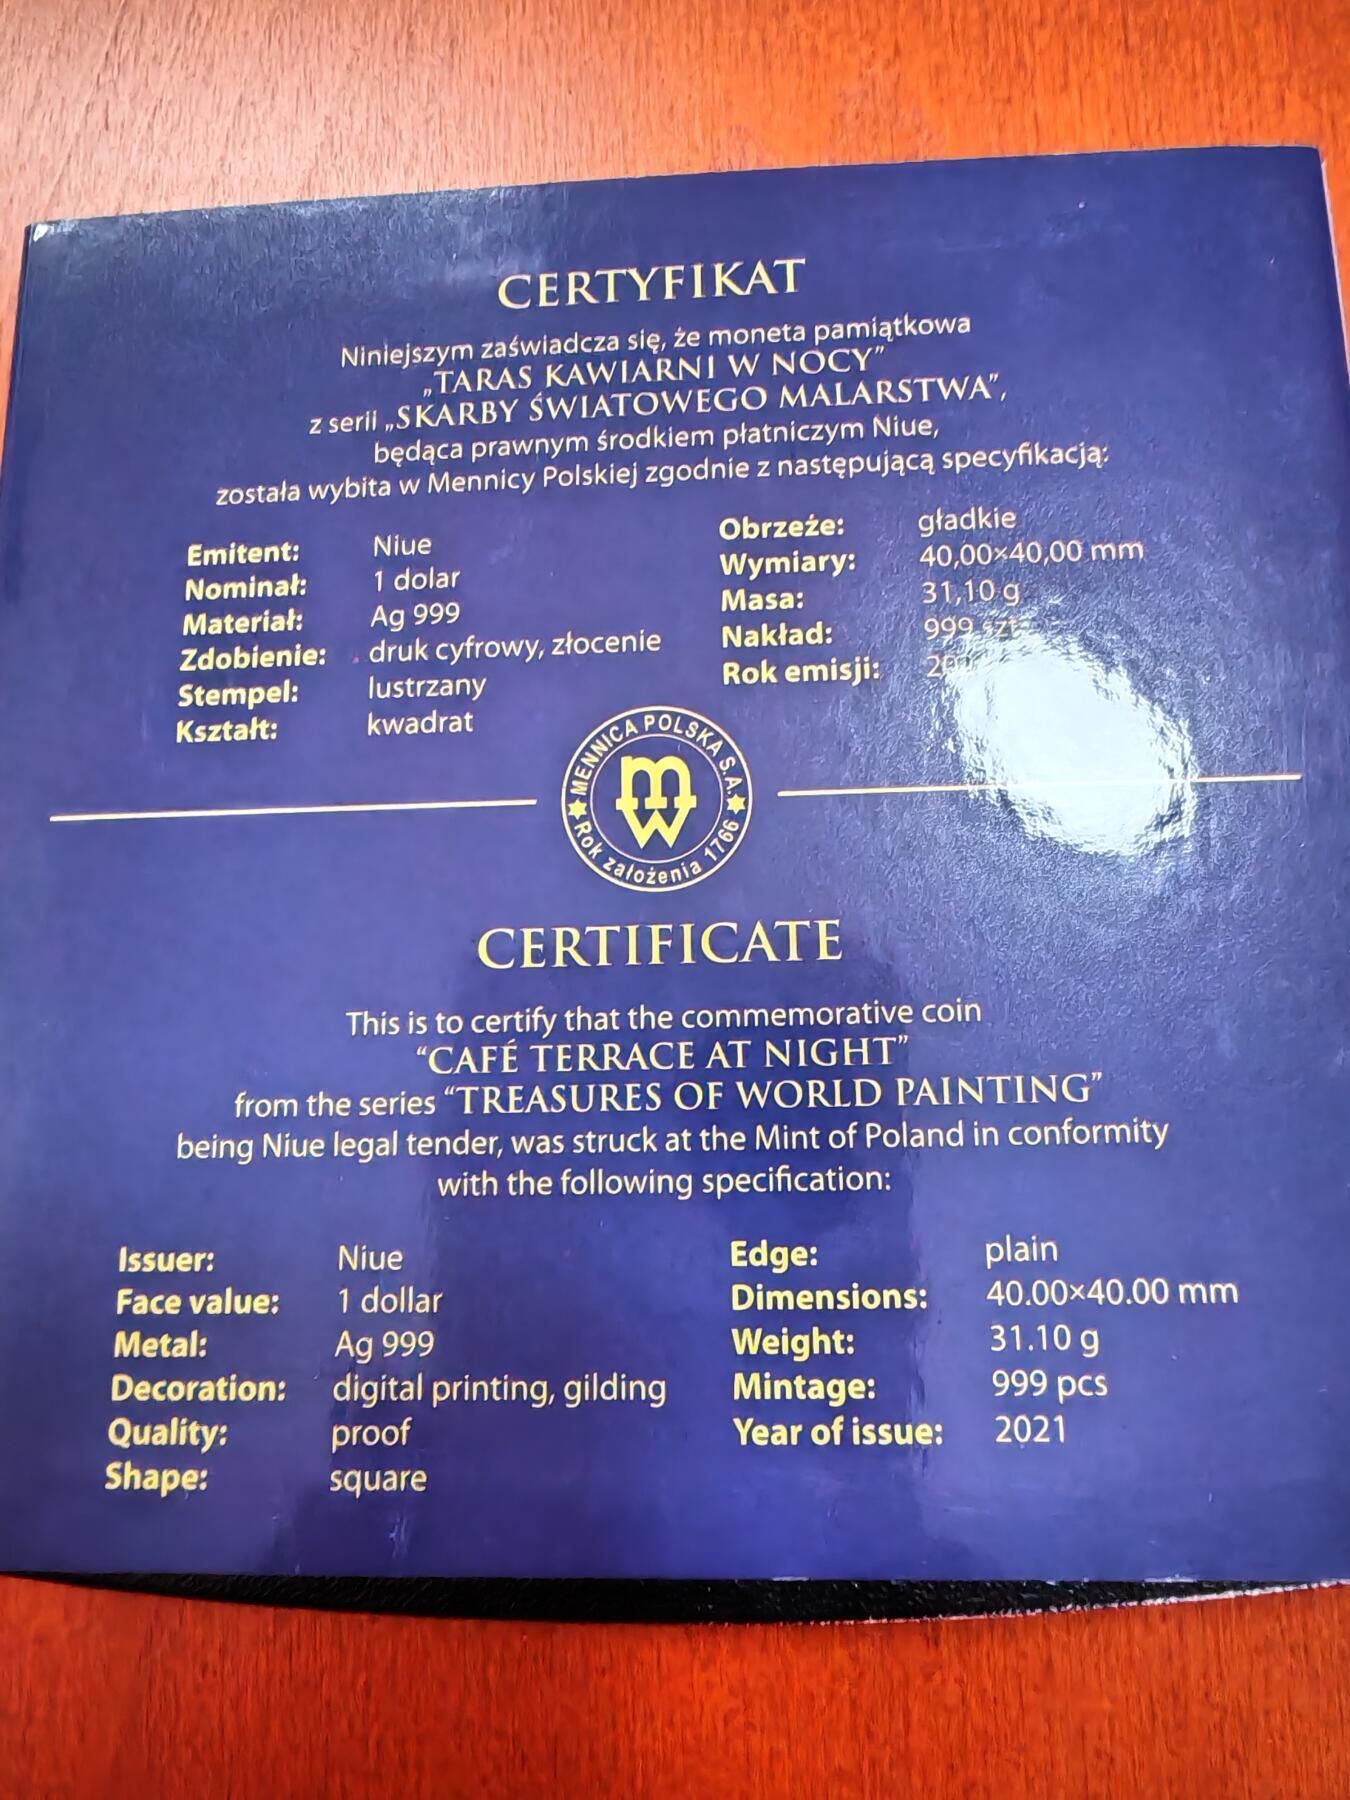 CERTYFIKAT
Niniejszym zaświadcza się, że moneta pamiątkowa
„TARAS KAWIARNI W NOCY”
z serii „SKARBY ŚWIATOWEGO MALARSTWA”,
będąca prawnym środkiem płatniczym Niue,
została wybita w Mennicy Polskiej zgodnie z następującą specyfikacją:
Emitent: Niue
Nominał: 1 dolar
Materiał: Ag 999
Zdobienie: druk cyfrowy, złocenie
Stempel: lustrzany
Kształt: kwadrat
Obrzeże: gładkie
Wymiary: 40,00×40,00 mm
Masa: 31,10 g
Nakład: 999 szt.
Rok emisji:
MENNICA POLSKA S.A.
mw
Rok założenia 1766
CERTIFICATE
This is to certify that the commemorative coin
“CAFÉ TERRACE AT NIGHT”
from the series “TREASURES OF WORLD PAINTING”
being Niue legal tender, was struck at the Mint of Poland in conformity
with the following specification:
Issuer: Niue
Face value: 1 dollar
Metal: Ag 999
Decoration: digital printing, gilding
Quality: proof
Shape: square
Edge: plain
Dimensions: 40.00×40.00 mm
Weight: 31.10 g
Mintage: 999 pcs
Year of issue: 2021